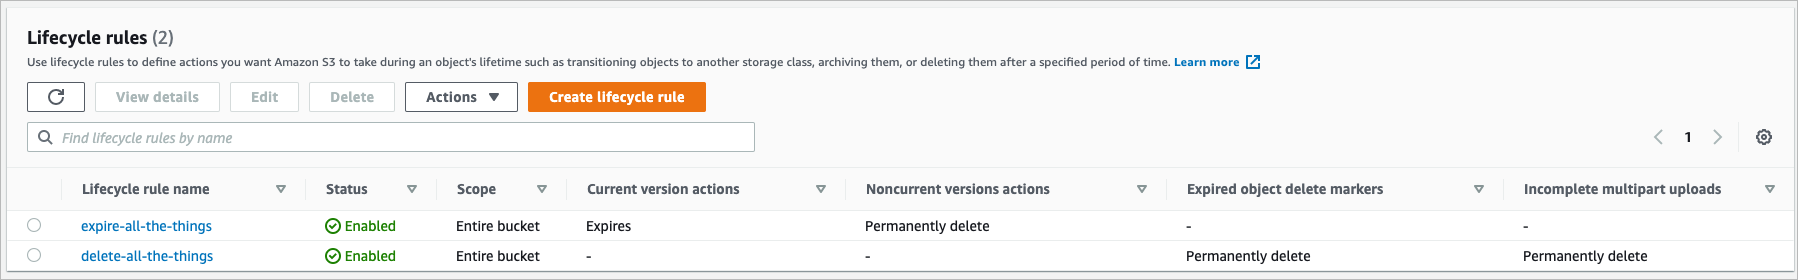 Lifecycle rules (2)
Use lifecycle rules to define actions you want Amazon S3 to take during an object's lifetime such as transitioning objects to another storage class, archiving them, or deleting them after a specified period of time. Learn more
View details Edit Delete Actions Create lifecycle rule
Find lifecycle rules by name 1
Lifecycle rule name Status Scope Current version actions Noncurrent versions actions Expired object delete markers Incomplete multipart uploads
expire-all-the-things Enabled Entire bucket Expires Permanently delete - -
delete-all-the-things Enabled Entire bucket - - Permanently delete Permanently delete